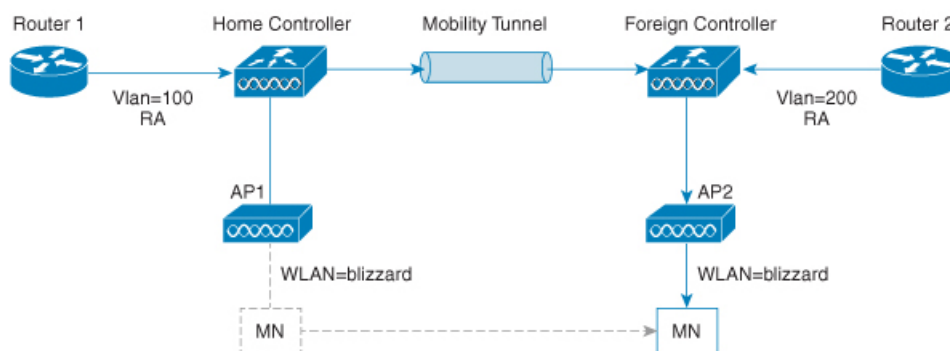 Router 1
Home Controller
Mobility Tunnel
Foreign Controller
Router 2
Vlan=100
RA
Vlan=200
RA
AP1
AP2
WLAN=blizzard
WLAN=blizzard
MN
MN